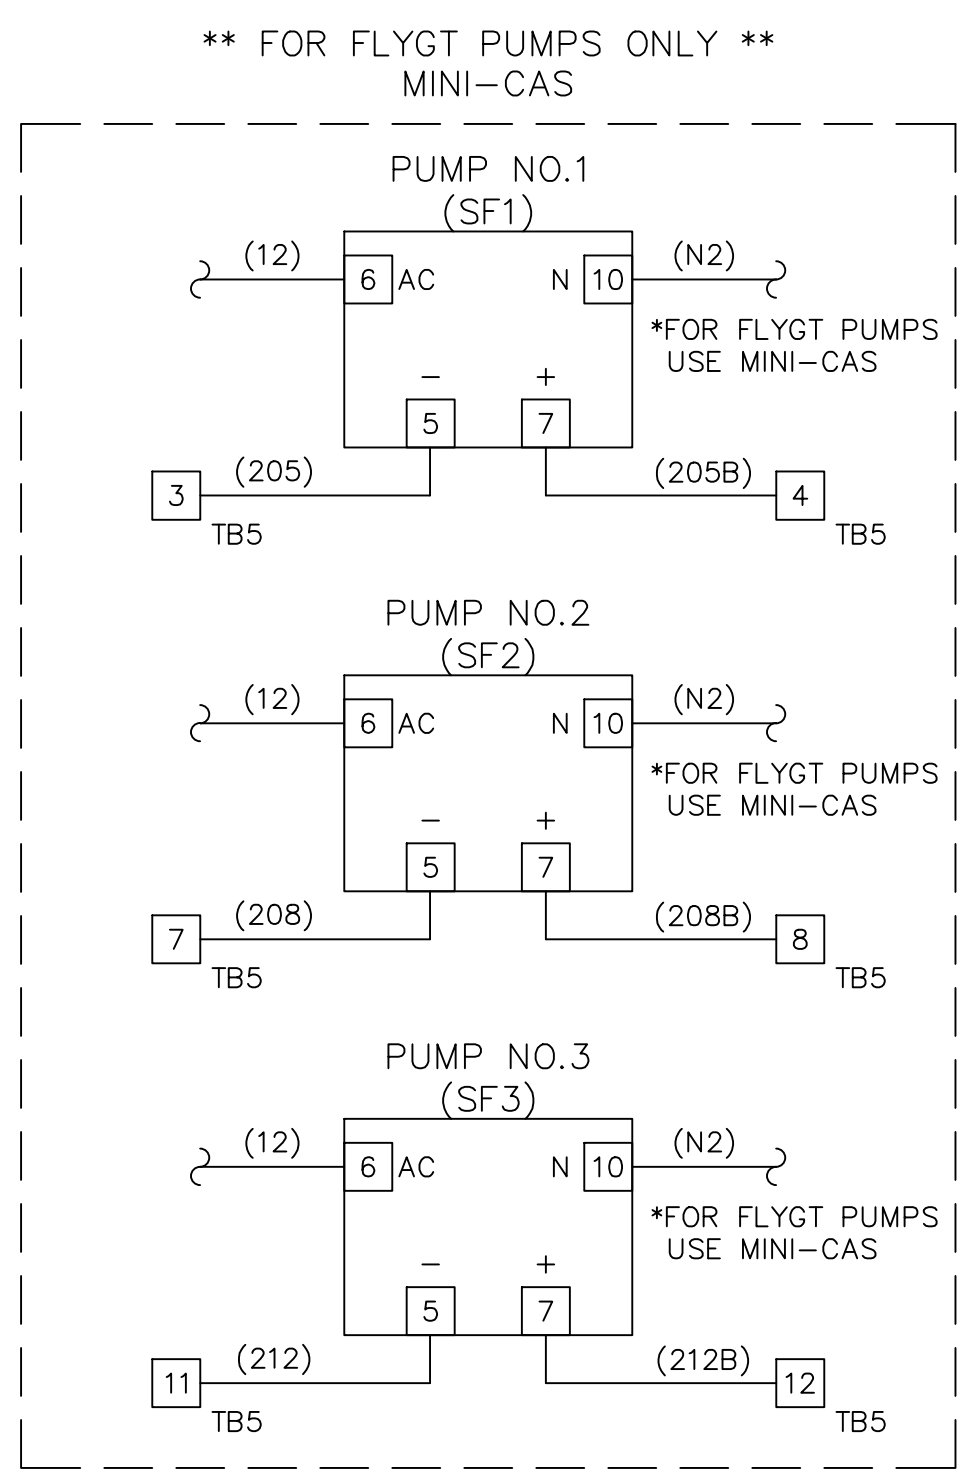 ** FOR FLYGT PUMPS ONLY **
MINI-CAS
PUMP NO.1
(SF1)
(12)
6 AC
N 10
(N2)
*FOR FLYGT PUMPS
USE MINI-CAS
- +
5 7
(205)
(205B)
3
TB5
4
TB5
PUMP NO.2
(SF2)
(12)
6 AC
N 10
(N2)
*FOR FLYGT PUMPS
USE MINI-CAS
- +
5 7
(208)
(208B)
7
TB5
8
TB5
PUMP NO.3
(SF3)
(12)
6 AC
N 10
(N2)
*FOR FLYGT PUMPS
USE MINI-CAS
- +
5 7
(212)
(212B)
11
TB5
12
TB5